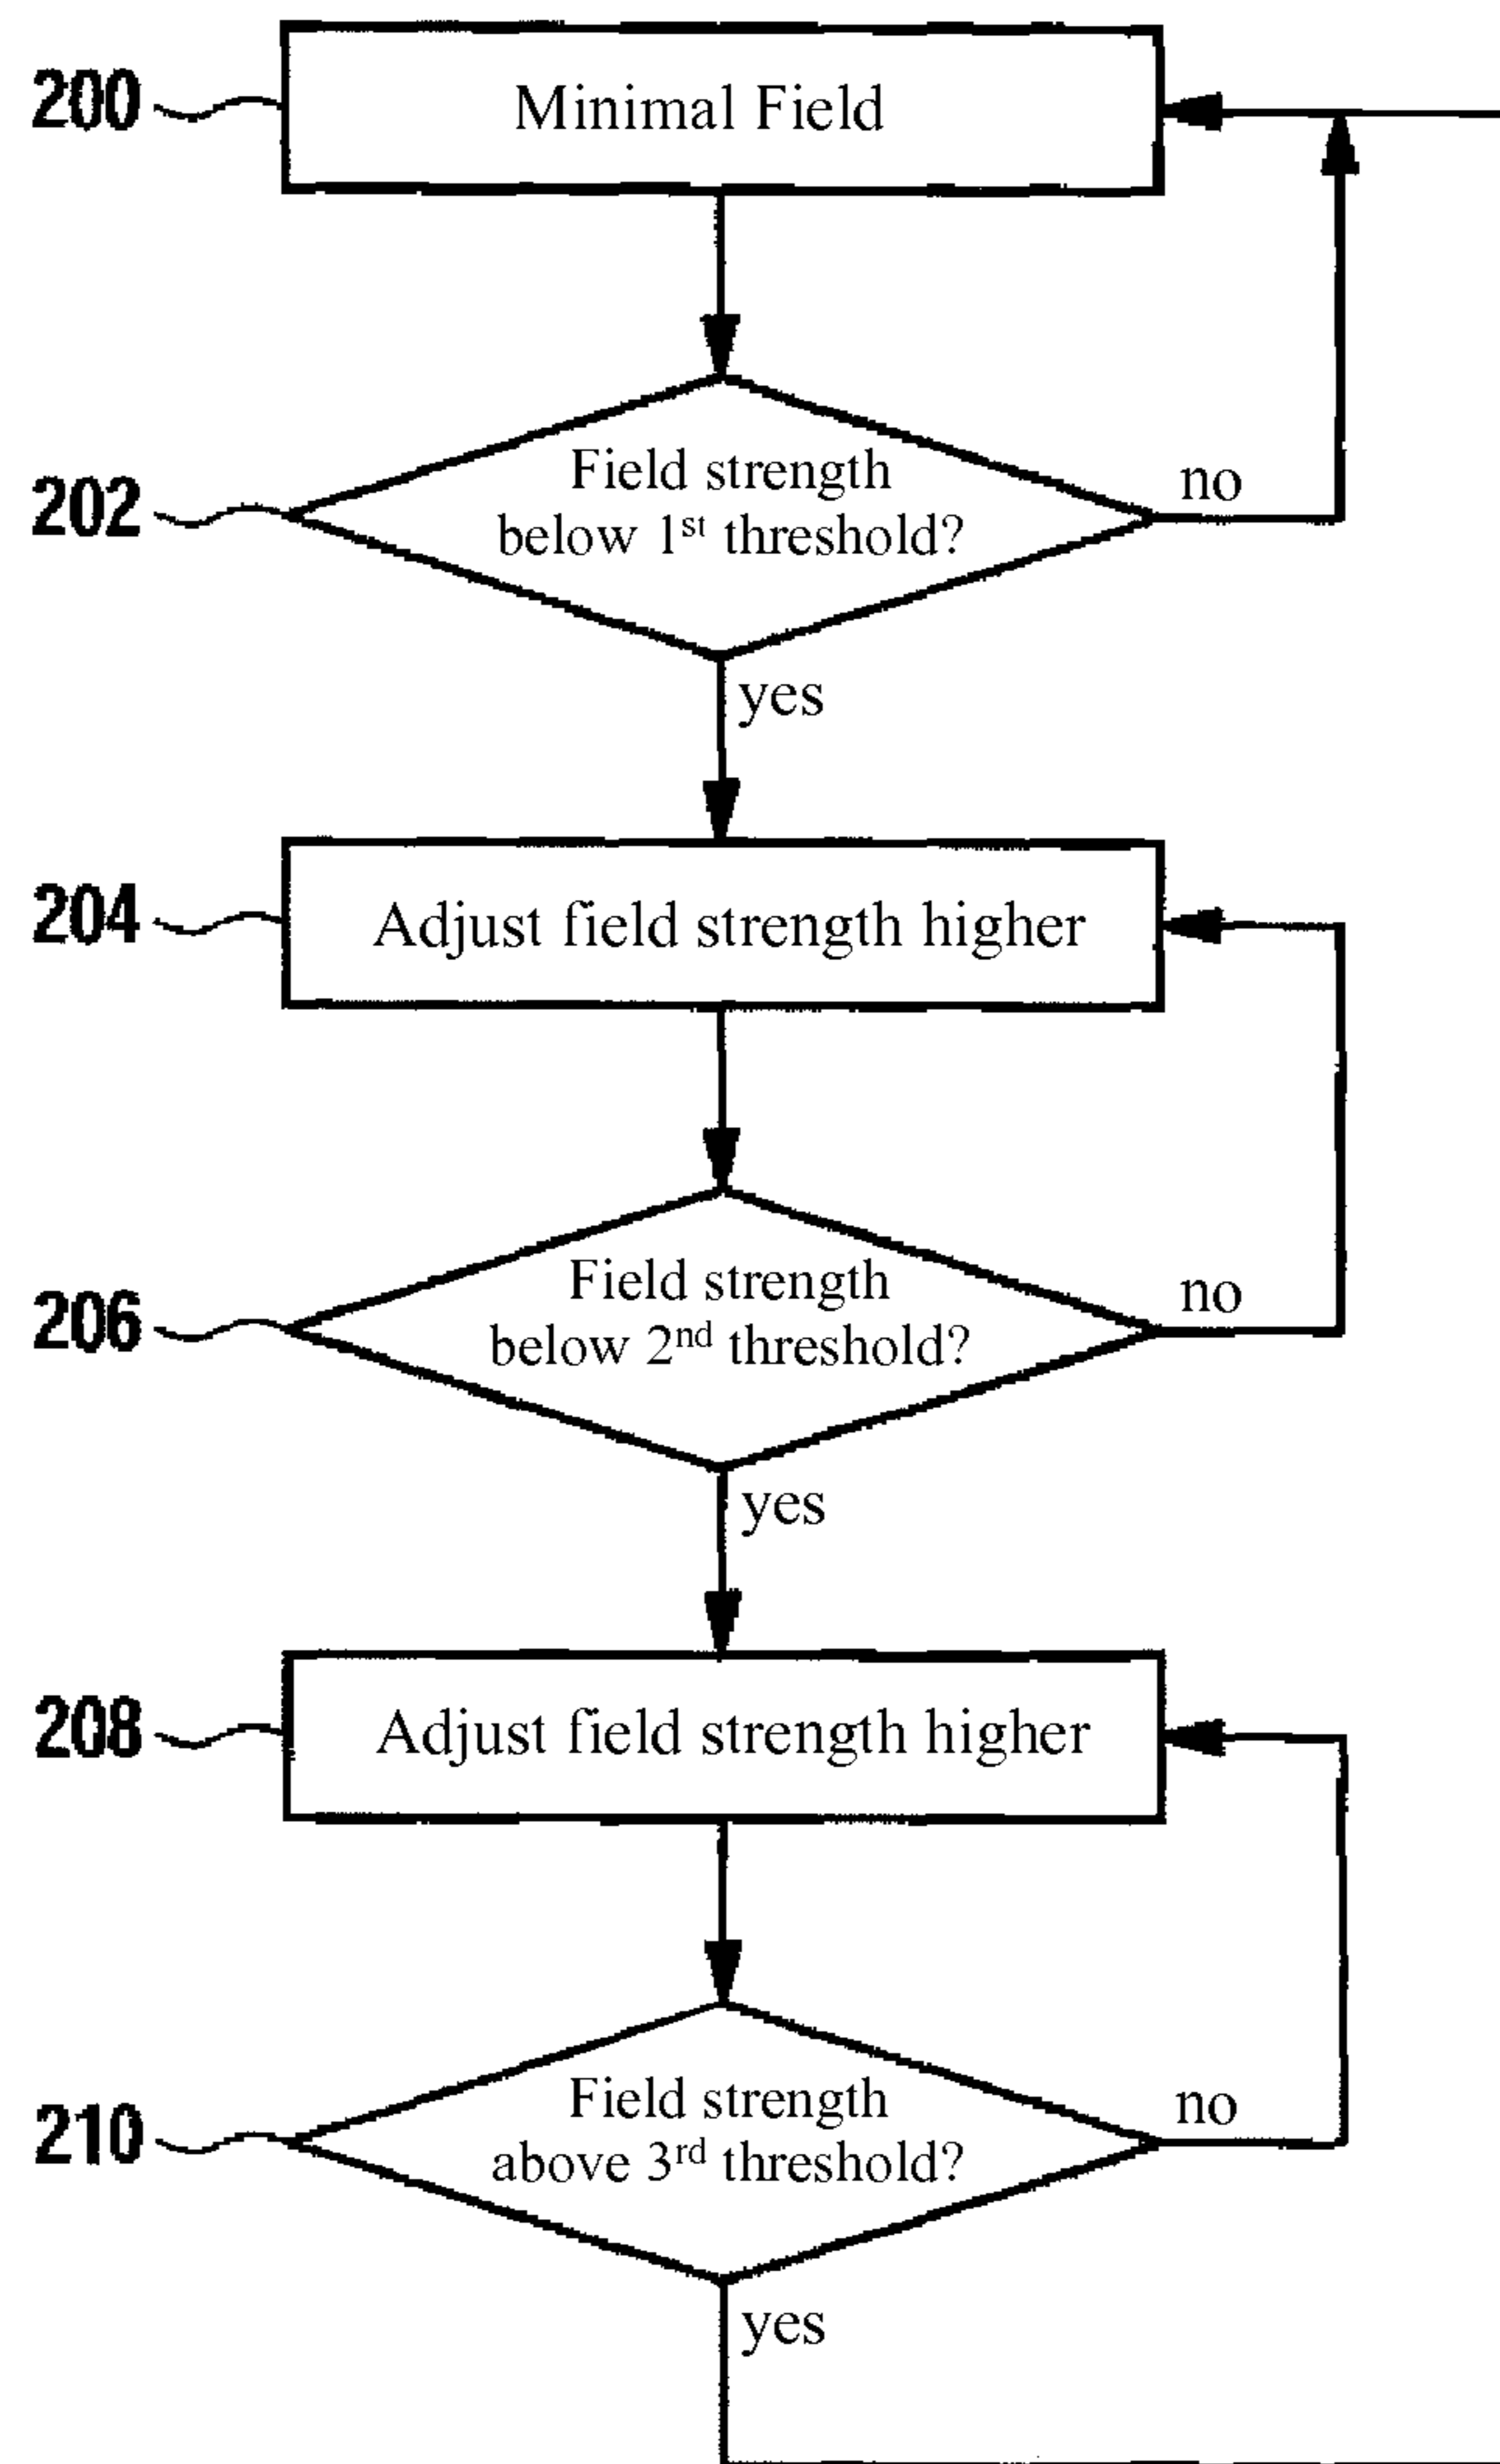 200
Minimal Field
202
Field strength
below 1st threshold?
no
yes
204
Adjust field strength higher
206
Field strength
below 2nd threshold?
no
yes
208
Adjust field strength higher
210
Field strength
above 3rd threshold?
no
yes